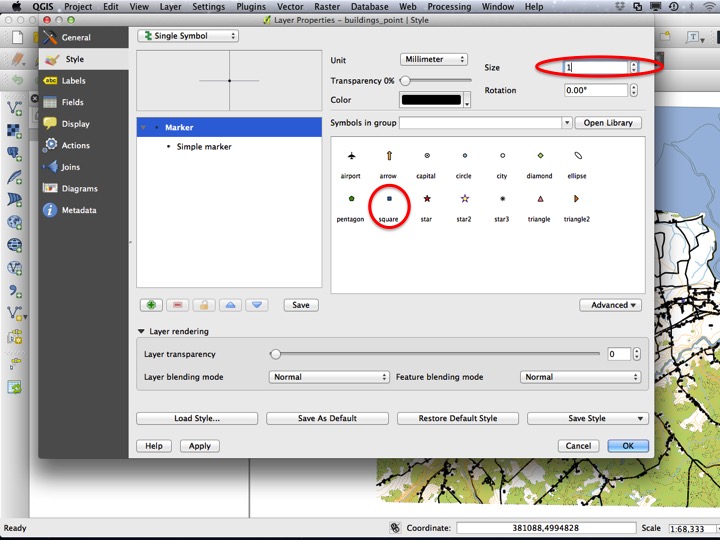 QGIS Project Edit View Layer Settings Plugins Vector Raster Database Web Processing Window Help
Layer Properties - buildings_point | Style
General
Style
Labels
Fields
Display
Actions
Joins
Diagrams
Metadata
Single Symbol
Unit Millimeter Size 1
Transparency 0%
Color Rotation 0.00°
Marker
Simple marker
Symbols in group Open Library
airport arrow capital circle city diamond ellipse
pentagon square star star2 star3 triangle triangle2
Save Advanced
Layer rendering
Layer transparency 0
Layer blending mode Normal Feature blending mode Normal
Load Style... Save As Default Restore Default Style Save Style
Help Apply Cancel OK
Ready Coordinate: 381088,4994828 Scale 1:68,333
abc
T